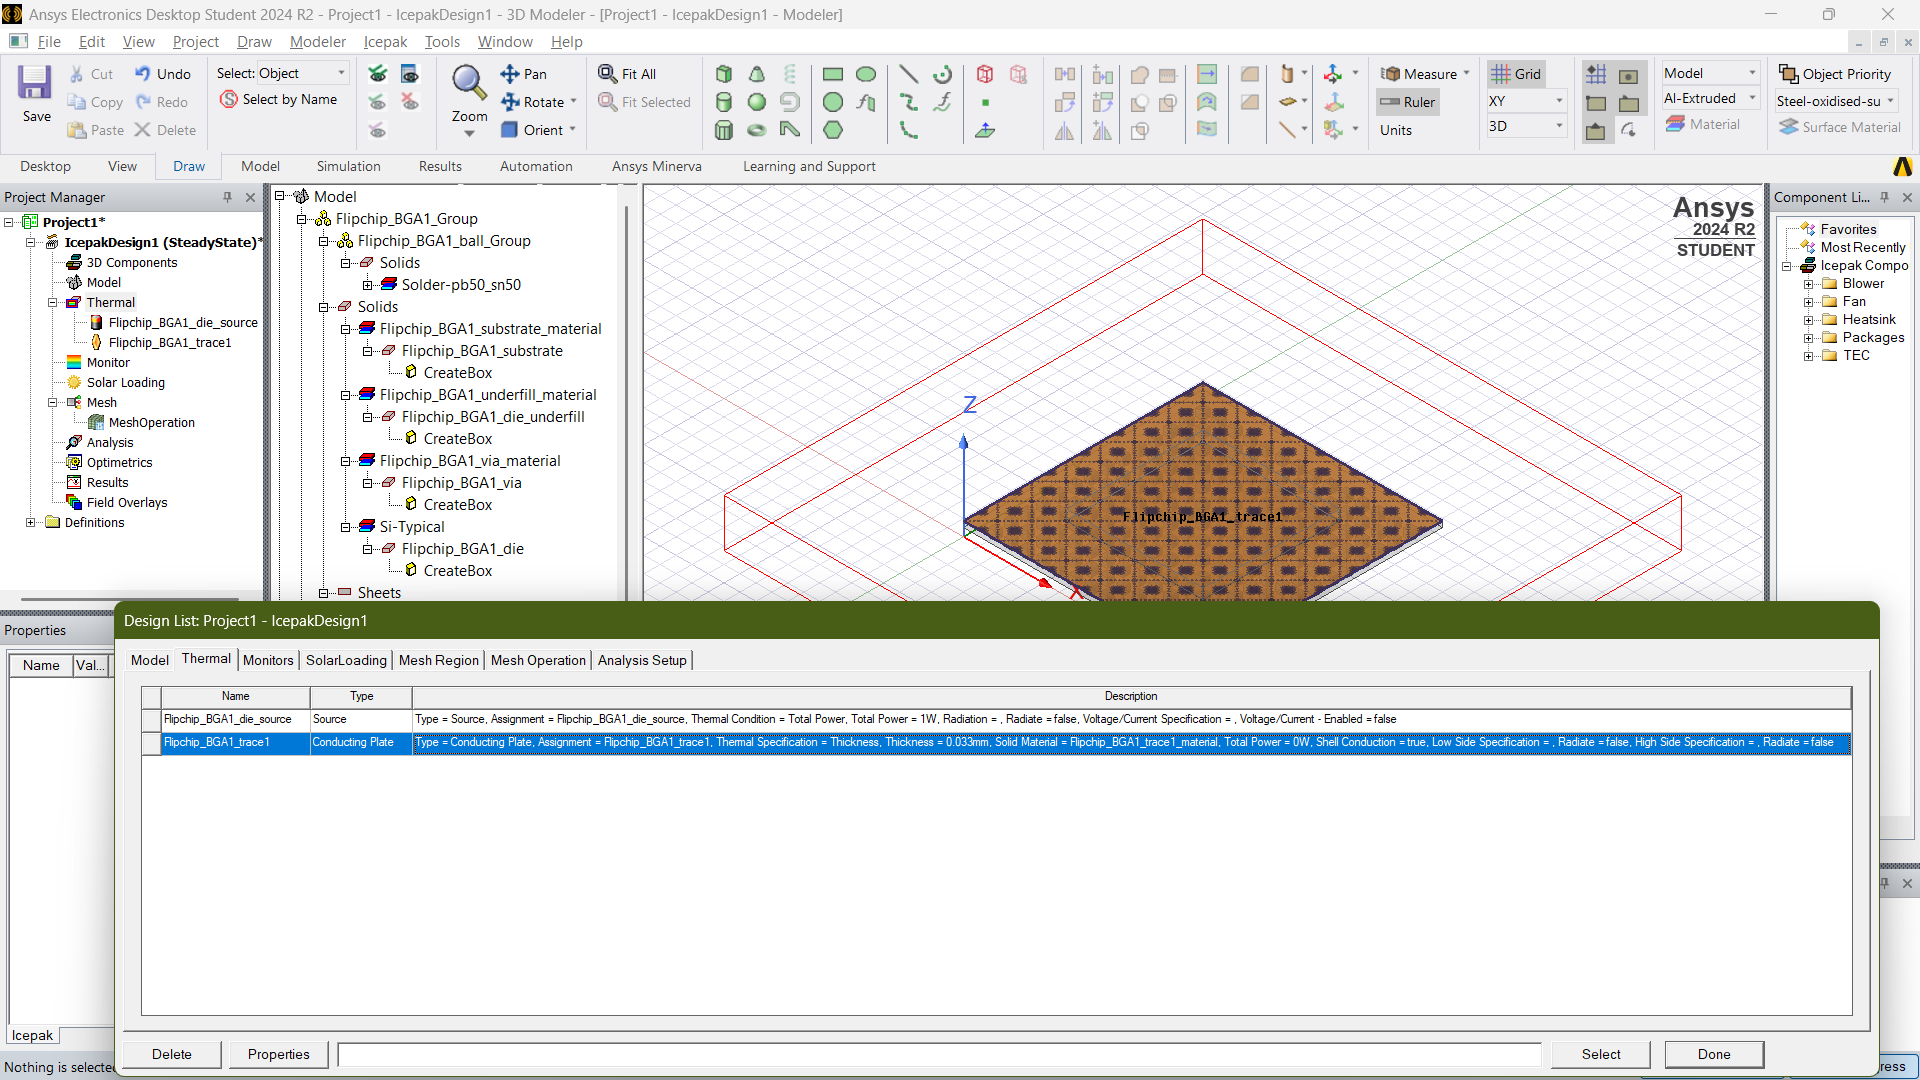 Ansys Electronics Desktop Student 2024 R2 - Project1 - IcepakDesign1 - 3D Modeler - [Project1 - IcepakDesign1 - Modeler]
File Edit View Project Draw Modeler Icepak Tools Window Help
Save
Cut
Copy
Paste
Undo
Redo
Delete
Select: Object
Select by Name
Zoom
Pan
Rotate
Orient
Fit All
Fit Selected
Measure
Ruler
Units
Grid
XY
3D
Model
Al-Extruded
Material
Object Priority
Steel-oxidised-su
Surface Material
Desktop View Draw Model Simulation Results Automation Ansys Minerva Learning and Support
Project Manager
Project1*
IcepakDesign1 (SteadyState)*
3D Components
Model
Thermal
Flipchip_BGA1_die_source
Flipchip_BGA1_trace1
Monitor
Solar Loading
Mesh
MeshOperation
Analysis
Optimetrics
Results
Field Overlays
Definitions
Model
Flipchip_BGA1_Group
Flipchip_BGA1_ball_Group
Solids
Solder-pb50_sn50
Solids
Flipchip_BGA1_substrate_material
Flipchip_BGA1_substrate
CreateBox
Flipchip_BGA1_underfill_material
Flipchip_BGA1_die_underfill
CreateBox
Flipchip_BGA1_via_material
Flipchip_BGA1_via
CreateBox
Si-Typical
Flipchip_BGA1_die
CreateBox
Sheets
Ansys
2024 R2
STUDENT
Z
Flipchip_BGA1_trace1
X
Component Li...
Favorites
Most Recently
Icepak Compo
Blower
Fan
Heatsink
Packages
TEC
Properties
Name Val...
Icepak
Nothing is selecte
Design List: Project1 - IcepakDesign1
Model Thermal Monitors SolarLoading Mesh Region Mesh Operation Analysis Setup
Name Type Description
Flipchip_BGA1_die_source Source Type = Source, Assignment = Flipchip_BGA1_die_source, Thermal Condition = Total Power, Total Power = 1W, Radiation = , Radiate = false, Voltage/Current Specification = , Voltage/Current - Enabled = false
Flipchip_BGA1_trace1 Conducting Plate Type = Conducting Plate, Assignment = Flipchip_BGA1_trace1, Thermal Specification = Thickness, Thickness = 0.033mm, Solid Material = Flipchip_BGA1_trace1_material, Total Power = 0W, Shell Conduction = true, Low Side Specification = , Radiate = false, High Side Specification = , Radiate = false
Delete Properties Select Done
ress